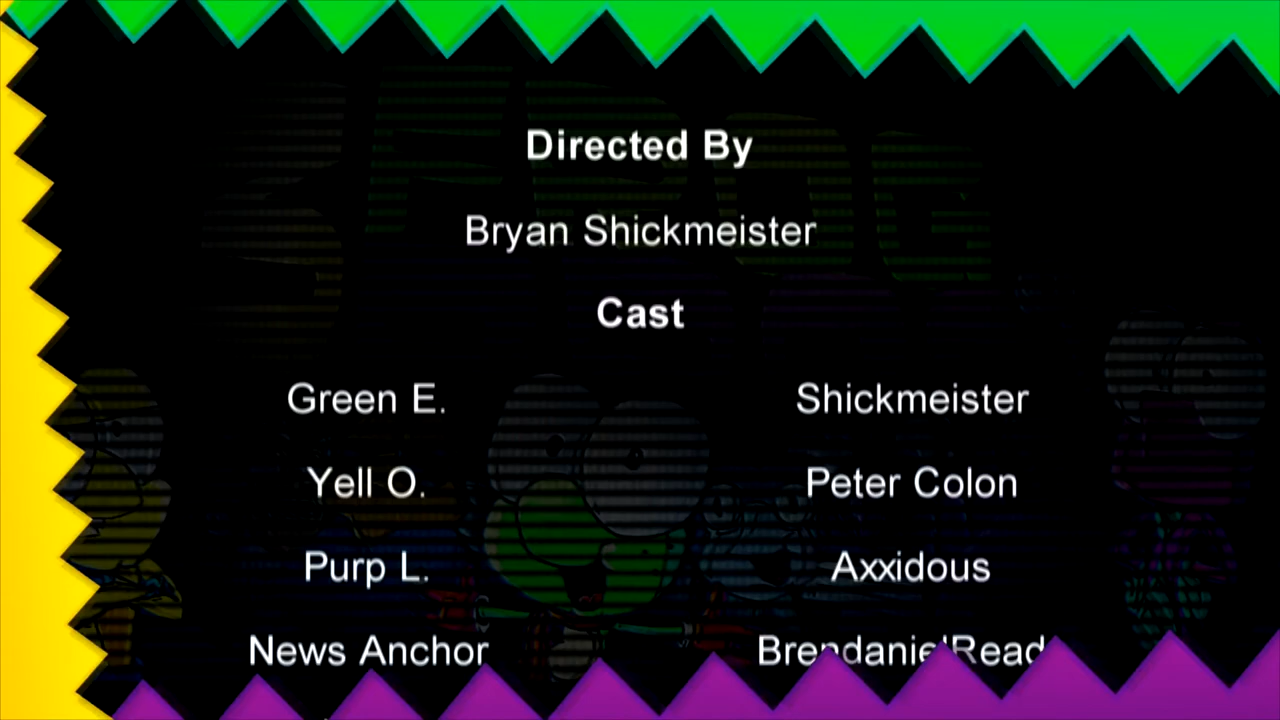 Directed By
Bryan Shickmeister
Cast
Green E. Shickmeister
Yell O. Peter Colon
Purp L. Axxidous
News Anchor